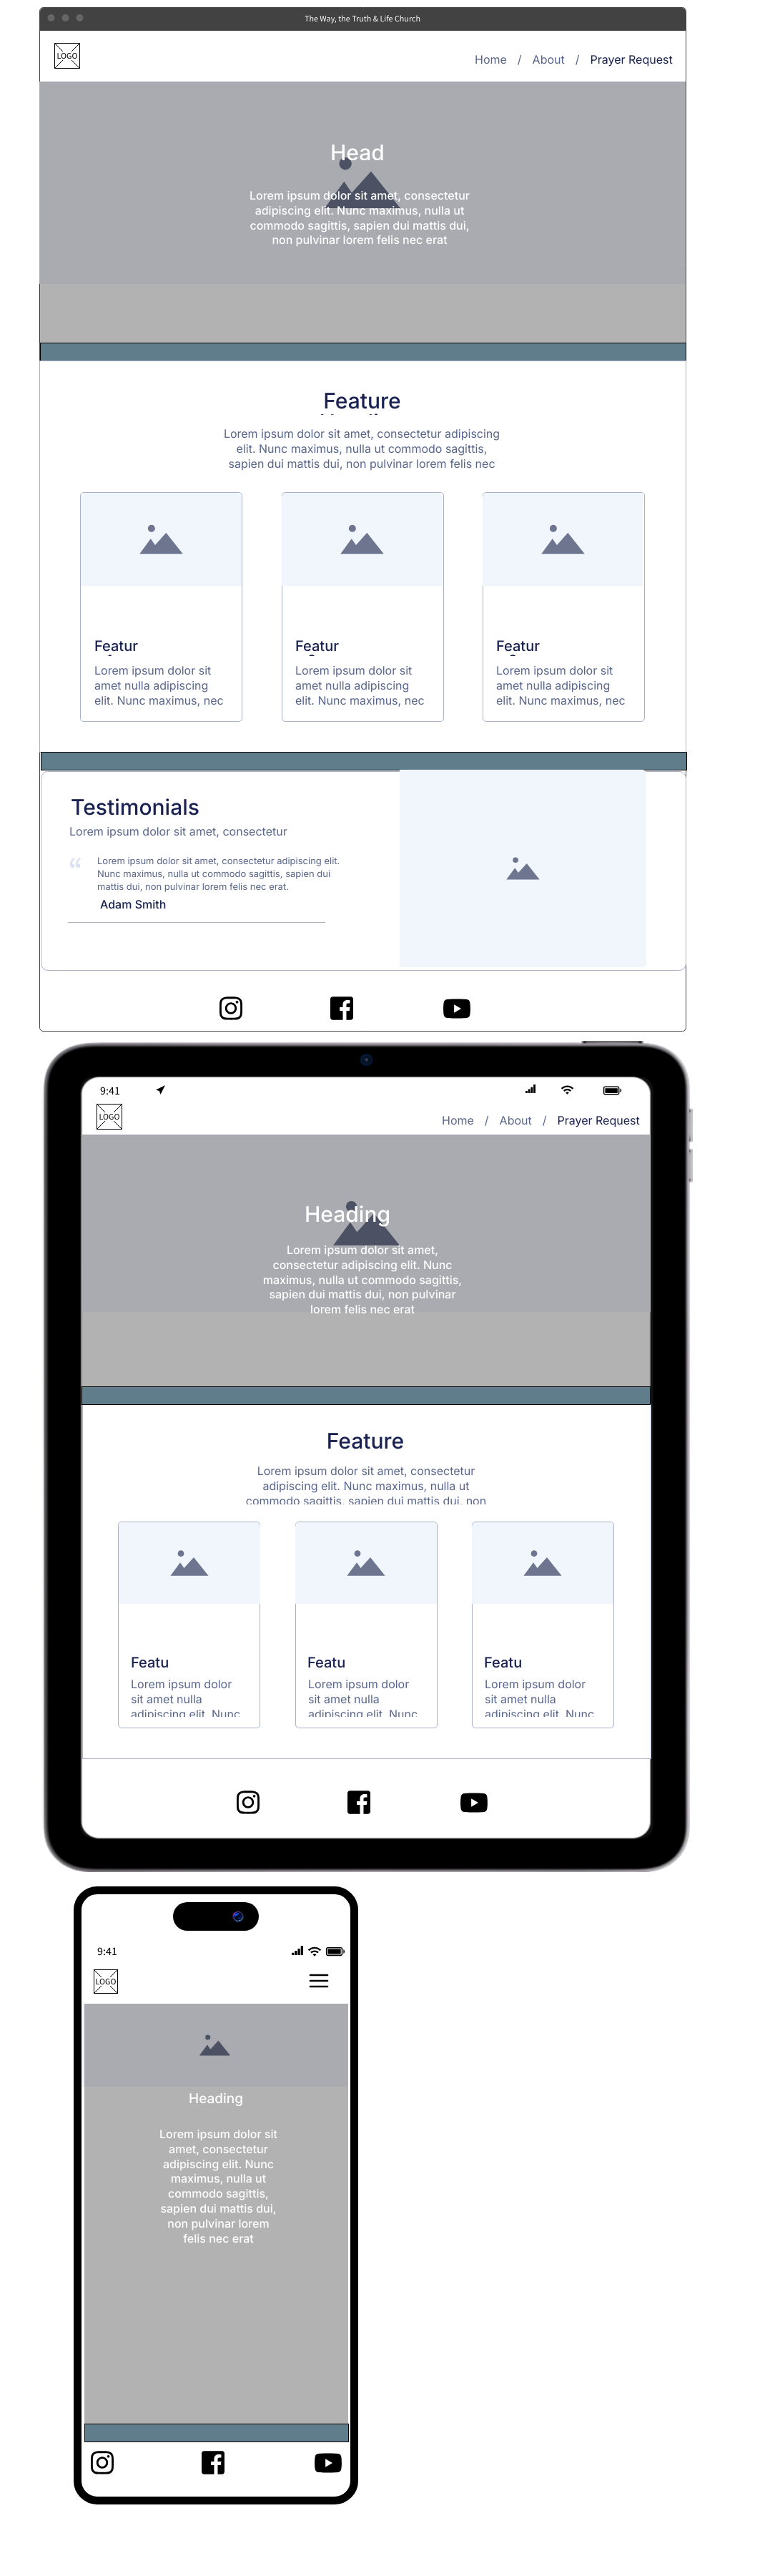 The Way, the Truth & Life Church
LOGO
Home / About / Prayer Request
Head
Lorem ipsum dolor sit amet, consectetur
adipiscing elit. Nunc maximus, nulla ut
commodo sagittis, sapien dui mattis dui,
non pulvinar lorem felis nec erat
Feature
Lorem ipsum dolor sit amet, consectetur adipiscing
elit. Nunc maximus, nulla ut commodo sagittis,
sapien dui mattis dui, non pulvinar lorem felis nec
Featur
Lorem ipsum dolor sit
amet nulla adipiscing
elit. Nunc maximus, nec
Featur
Lorem ipsum dolor sit
amet nulla adipiscing
elit. Nunc maximus, nec
Featur
Lorem ipsum dolor sit
amet nulla adipiscing
elit. Nunc maximus, nec
Testimonials
Lorem ipsum dolor sit amet, consectetur
“ Lorem ipsum dolor sit amet, consectetur adipiscing elit.
Nunc maximus, nulla ut commodo sagittis, sapien dui
mattis dui, non pulvinar lorem felis nec erat.
Adam Smith
9:41
LOGO
Home / About / Prayer Request
Heading
Lorem ipsum dolor sit amet,
consectetur adipiscing elit. Nunc
maximus, nulla ut commodo sagittis,
sapien dui mattis dui, non pulvinar
lorem felis nec erat
Feature
Lorem ipsum dolor sit amet, consectetur
adipiscing elit. Nunc maximus, nulla ut
commodo sagittis, sapien dui mattis dui, non
Featu
Lorem ipsum dolor
sit amet nulla
adipiscing elit. Nunc
Featu
Lorem ipsum dolor
sit amet nulla
adipiscing elit. Nunc
Featu
Lorem ipsum dolor
sit amet nulla
adipiscing elit. Nunc
9:41
LOGO
Heading
Lorem ipsum dolor sit
amet, consectetur
adipiscing elit. Nunc
maximus, nulla ut
commodo sagittis,
sapien dui mattis dui,
non pulvinar lorem
felis nec erat